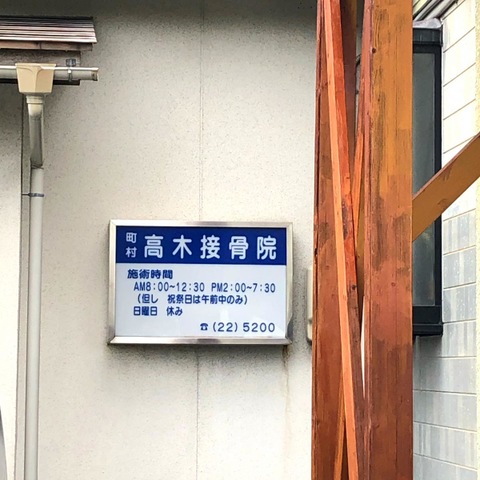 町村 高木接骨院
施術時間
AM8:00~12:30 PM2:00~7:30
(但し 祝祭日は午前中のみ)
日曜日 休み
☎(22)5200